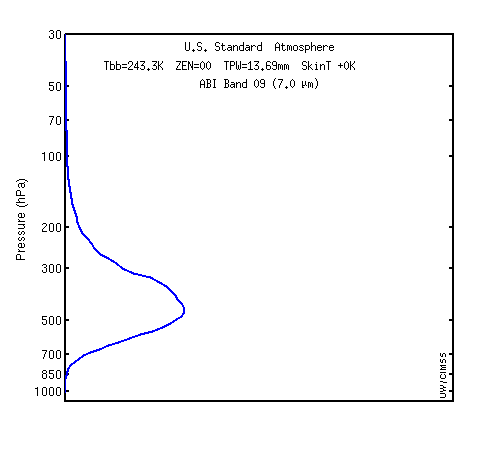 U.S. Standard Atmosphere
Tbb=243.3K ZEN=00 TPW=13.69mm SkinT +0K
ABI Band 09 (7.0 µm)
Pressure (hPa)
30
50
70
100
200
300
500
700
850
1000
UW/CIMSS